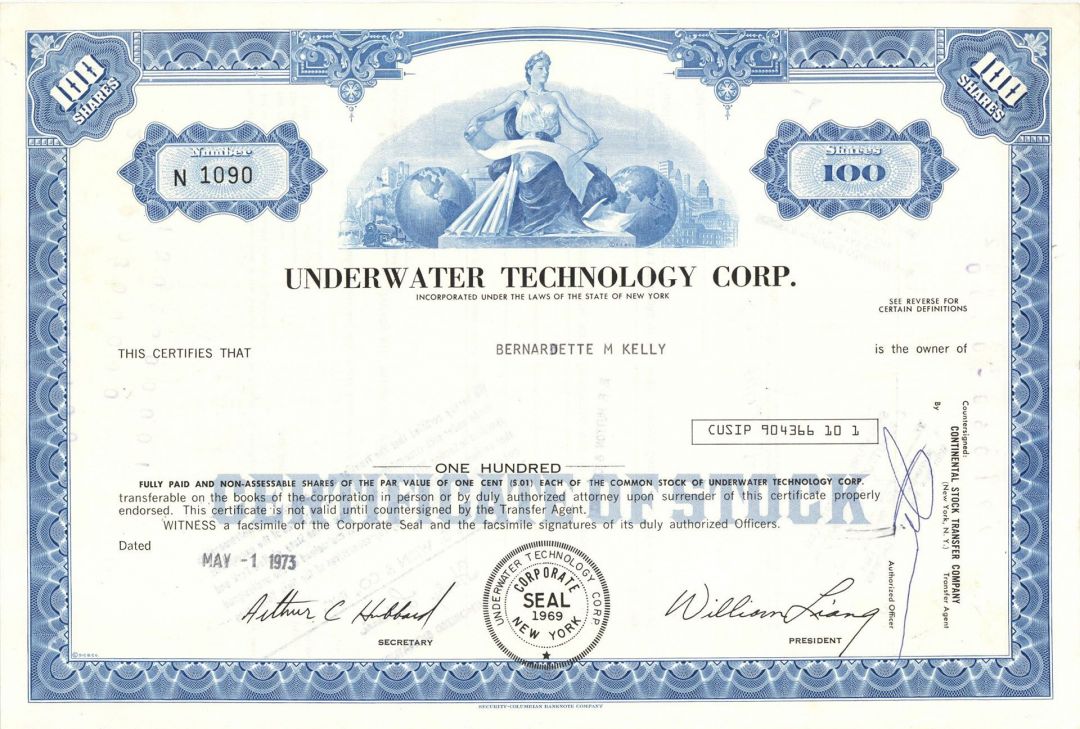 100 SHARES
100 SHARES
Number
N 1090
Shares
100
UNDERWATER TECHNOLOGY CORP.
INCORPORATED UNDER THE LAWS OF THE STATE OF NEW YORK
SEE REVERSE FOR
CERTAIN DEFINITIONS
THIS CERTIFIES THAT
BERNARDETTE M KELLY
is the owner of
CUSIP 904366 10 1
ONE HUNDRED
CERTIFICATE OF STOCK
FULLY PAID AND NON-ASSESSABLE SHARES OF THE PAR VALUE OF ONE CENT ($.01) EACH OF THE COMMON STOCK OF UNDERWATER TECHNOLOGY CORP.
transferable on the books of the corporation in person or by duly authorized attorney upon surrender of this certificate properly
endorsed. This certificate is not valid until countersigned by the Transfer Agent.
WITNESS a facsimile of the Corporate Seal and the facsimile signatures of its duly authorized Officers.
Dated
MAY -1 1973
Arthur C Hubbard
SECRETARY
UNDERWATER TECHNOLOGY CORP
CORPORATE
SEAL
1969
NEW YORK
William Liang
PRESIDENT
Countersigned:
CONTINENTAL STOCK TRANSFER COMPANY
(New York, N. Y.)
Transfer Agent
By
Authorized Officer
SECURITY-COLUMBIAN BANKNOTE COMPANY